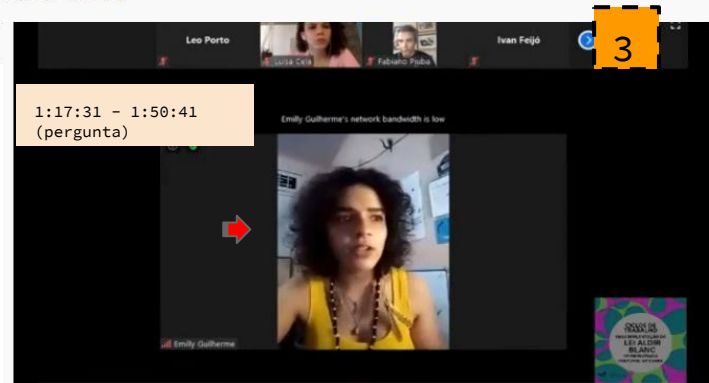 Leo Porto
Luisa Cela
Fabiano Piúba
Ivan Feijó
3
1:17:31 – 1:50:41
(pergunta)
Emilly Guilherme's network bandwidth is low
Emilly Guilherme
CICLOS DE
TRABALHO
LEI ALDIR
BLANC